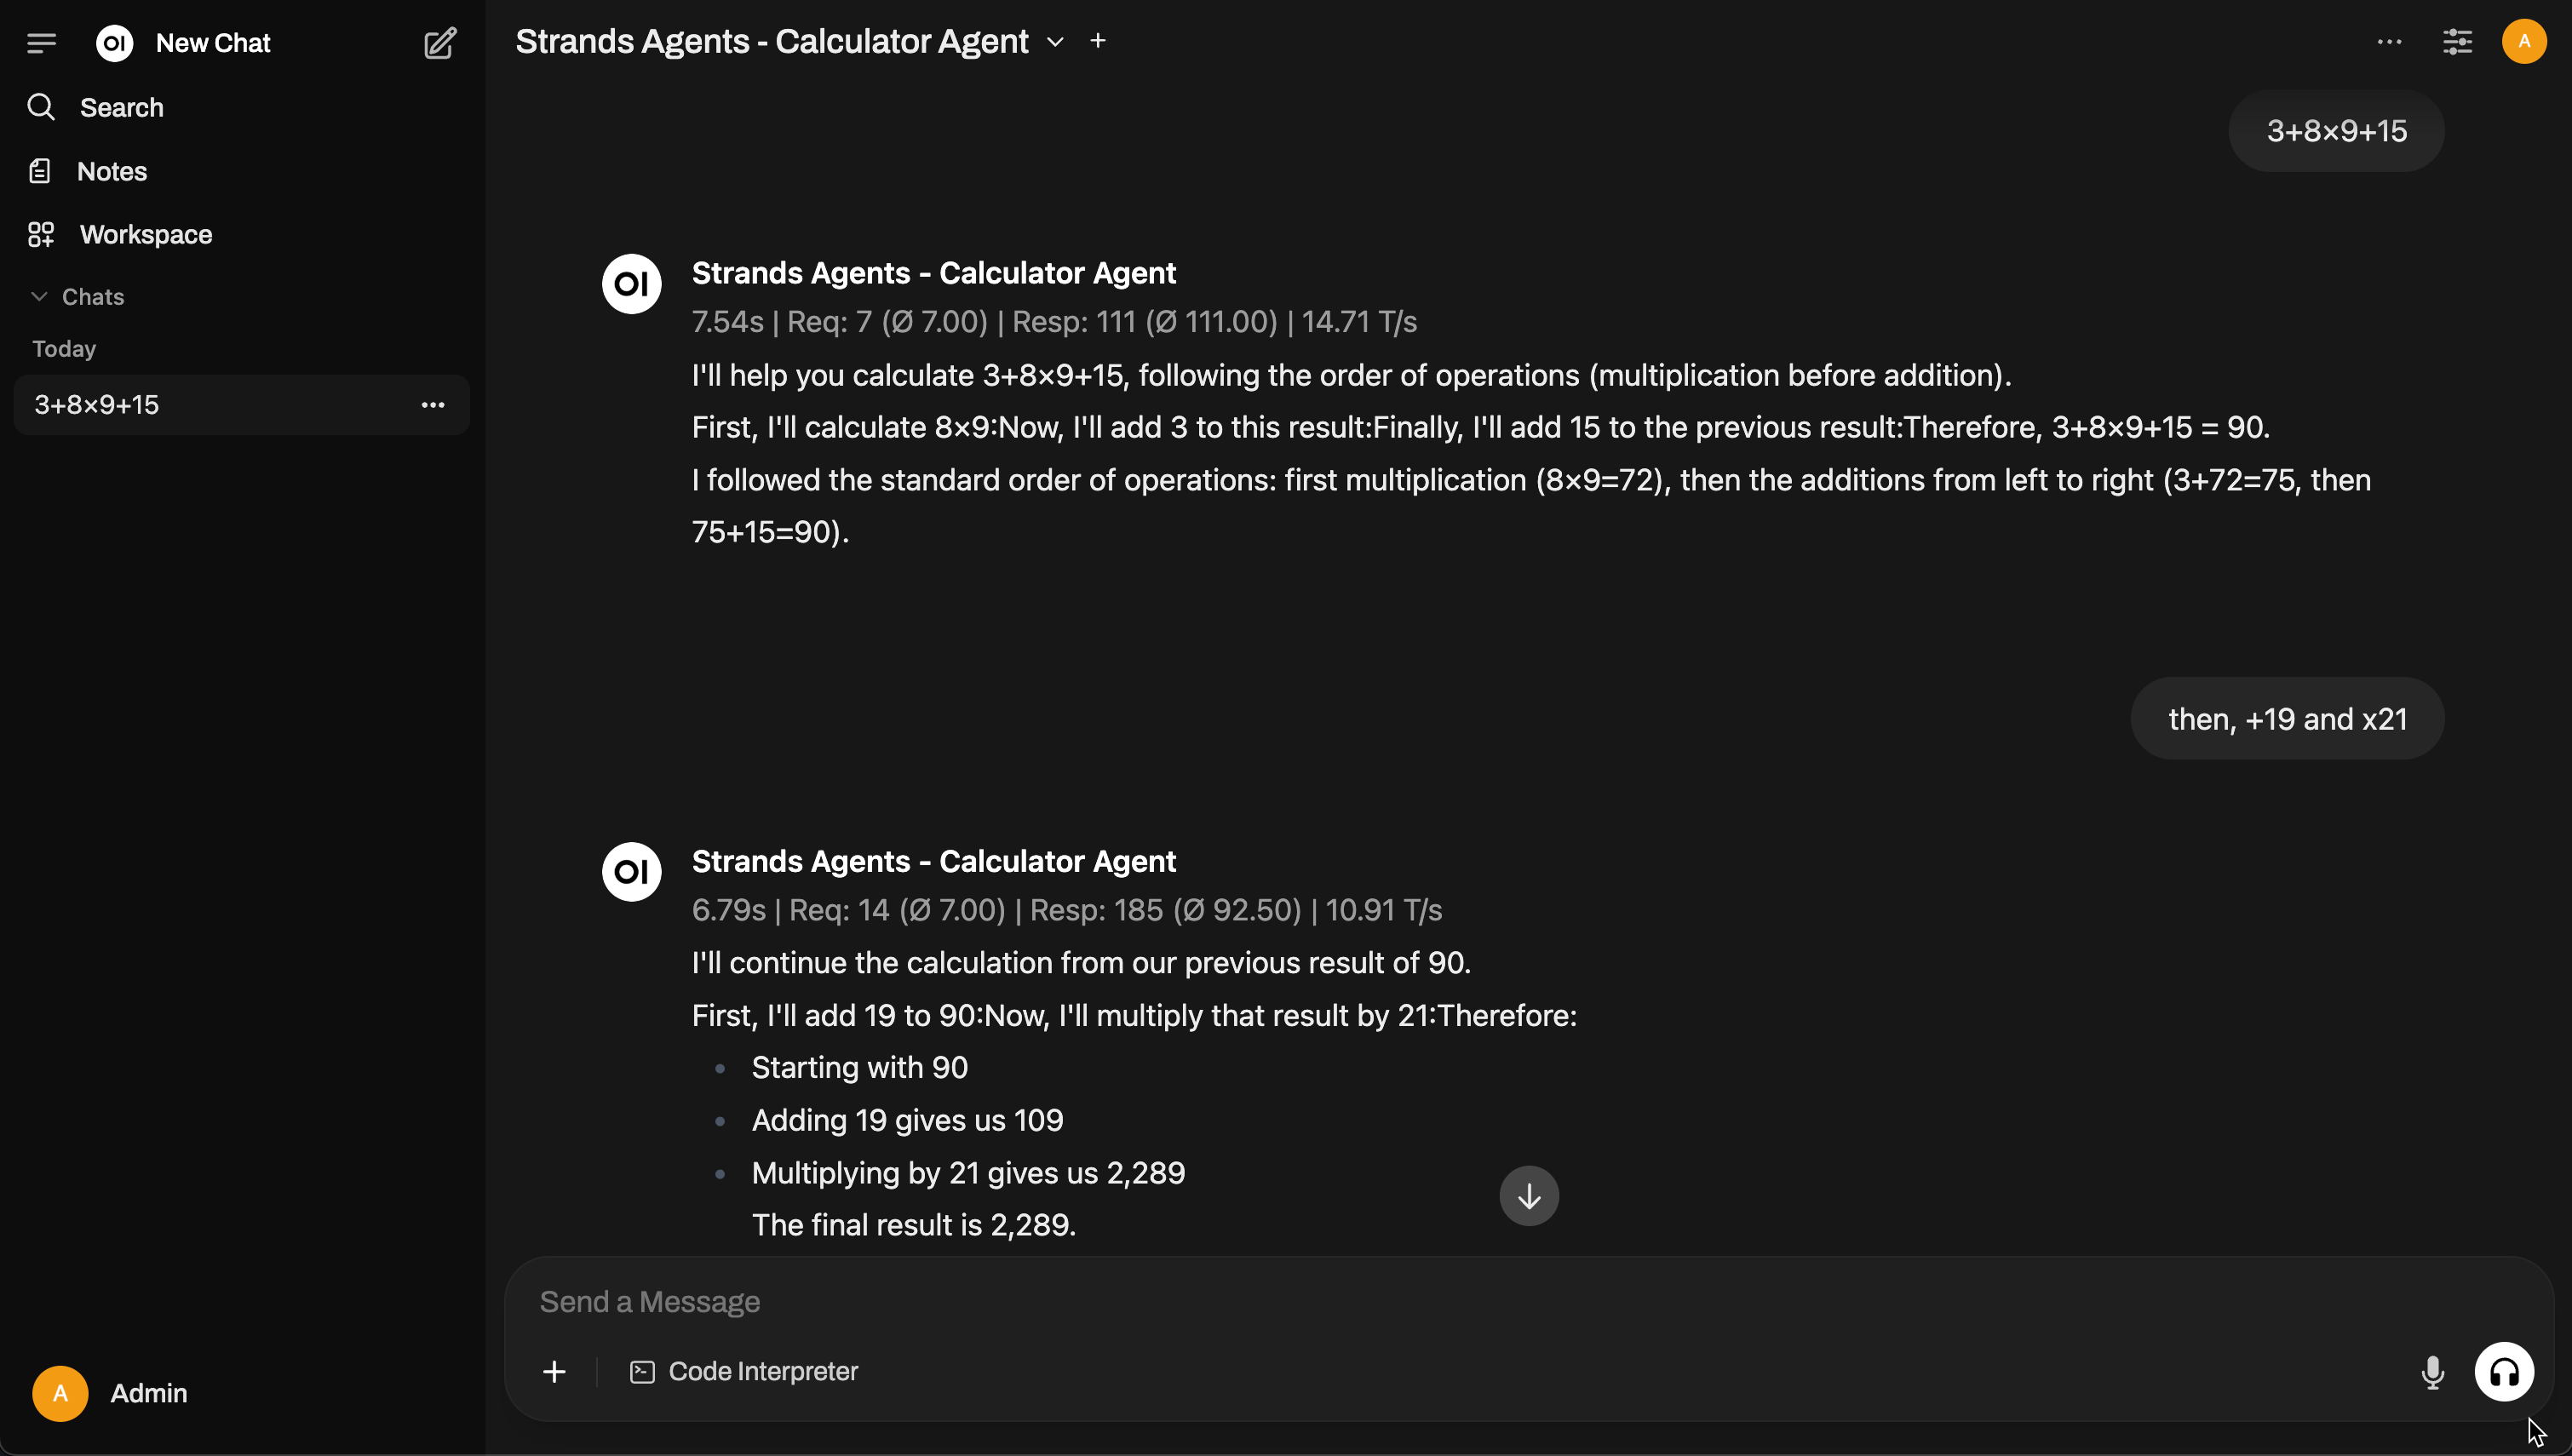 OI New Chat
Search
Notes
Workspace
Chats
Today
3+8×9+15
A Admin
Strands Agents - Calculator Agent
A
3+8×9+15
OI Strands Agents - Calculator Agent
7.54s | Req: 7 (Ø 7.00) | Resp: 111 (Ø 111.00) | 14.71 T/s
I'll help you calculate 3+8×9+15, following the order of operations (multiplication before addition).
First, I'll calculate 8×9:Now, I'll add 3 to this result:Finally, I'll add 15 to the previous result:Therefore, 3+8×9+15 = 90.
I followed the standard order of operations: first multiplication (8×9=72), then the additions from left to right (3+72=75, then
75+15=90).
then, +19 and x21
OI Strands Agents - Calculator Agent
6.79s | Req: 14 (Ø 7.00) | Resp: 185 (Ø 92.50) | 10.91 T/s
I'll continue the calculation from our previous result of 90.
First, I'll add 19 to 90:Now, I'll multiply that result by 21:Therefore:
• Starting with 90
• Adding 19 gives us 109
• Multiplying by 21 gives us 2,289
The final result is 2,289.
Send a Message
Code Interpreter